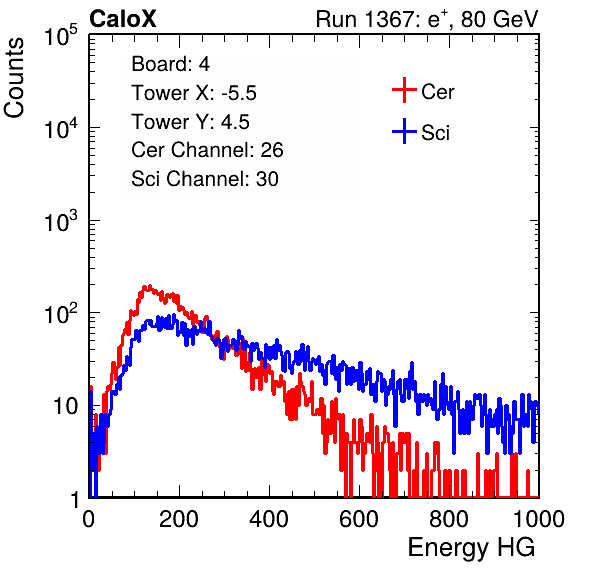 CaloX
Run 1367: e⁺, 80 GeV
Counts
Board: 4
Tower X: -5.5
Tower Y: 4.5
Cer Channel: 26
Sci Channel: 30
Cer
Sci
10⁵
10⁴
10³
10²
10
1
0 200 400 600 800 1000
Energy HG